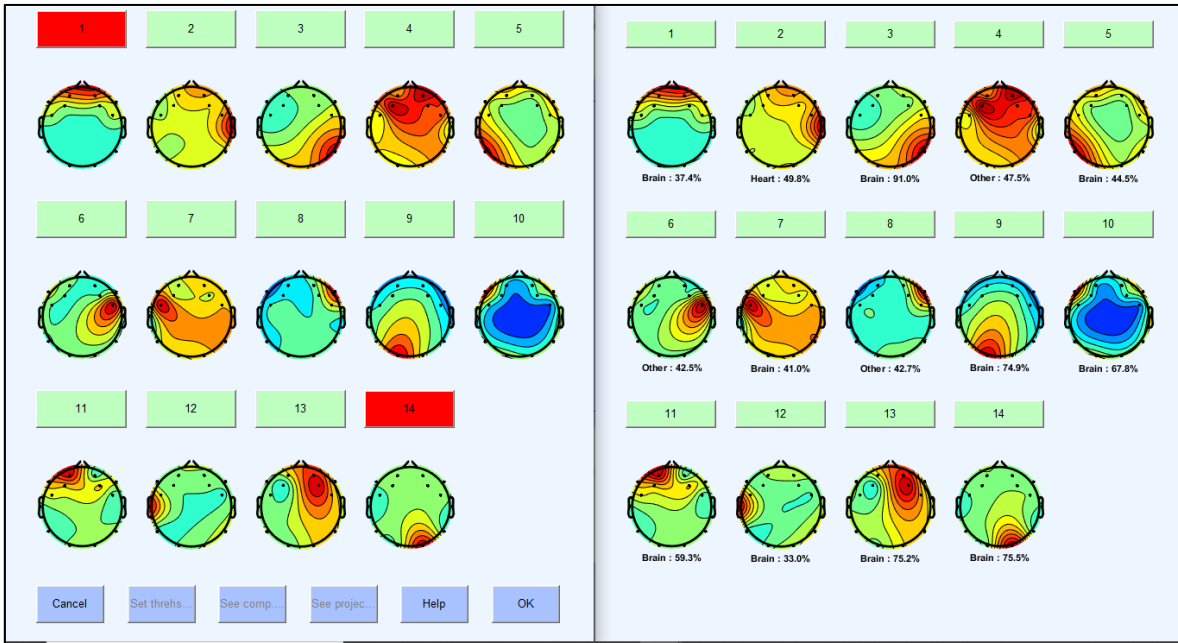 1 2 3 4 5
6 7 8 9 10
11 12 13 14
Cancel Set threhs... See comp.... See projec... Help OK
1 2 3 4 5
Brain : 37.4% Heart : 49.8% Brain : 91.0% Other : 47.5% Brain : 44.5%
6 7 8 9 10
Other : 42.5% Brain : 41.0% Other : 42.7% Brain : 74.9% Brain : 67.8%
11 12 13 14
Brain : 59.3% Brain : 33.0% Brain : 75.2% Brain : 75.5%